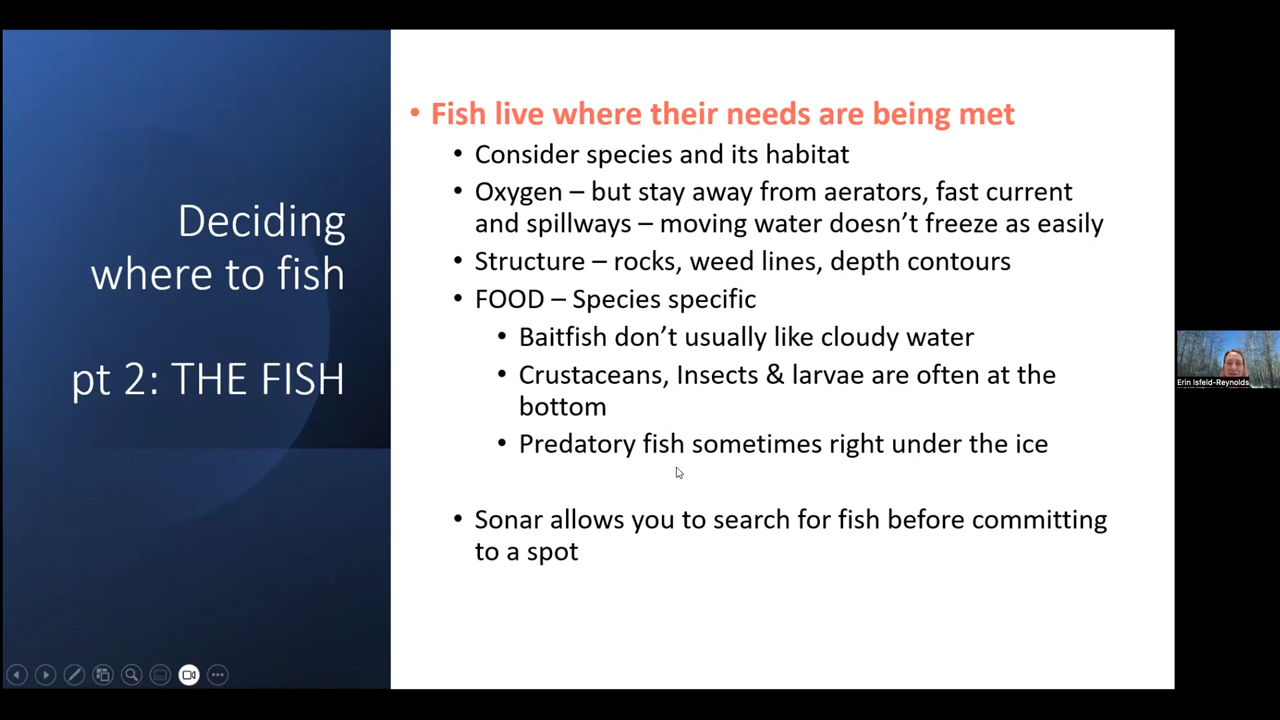 Deciding
where to fish
pt 2: THE FISH
• Fish live where their needs are being met
• Consider species and its habitat
• Oxygen – but stay away from aerators, fast current
and spillways – moving water doesn’t freeze as easily
• Structure – rocks, weed lines, depth contours
• FOOD – Species specific
• Baitfish don’t usually like cloudy water
• Crustaceans, Insects & larvae are often at the
bottom
• Predatory fish sometimes right under the ice
• Sonar allows you to search for fish before committing
to a spot
Erin Isfeld-Reynolds